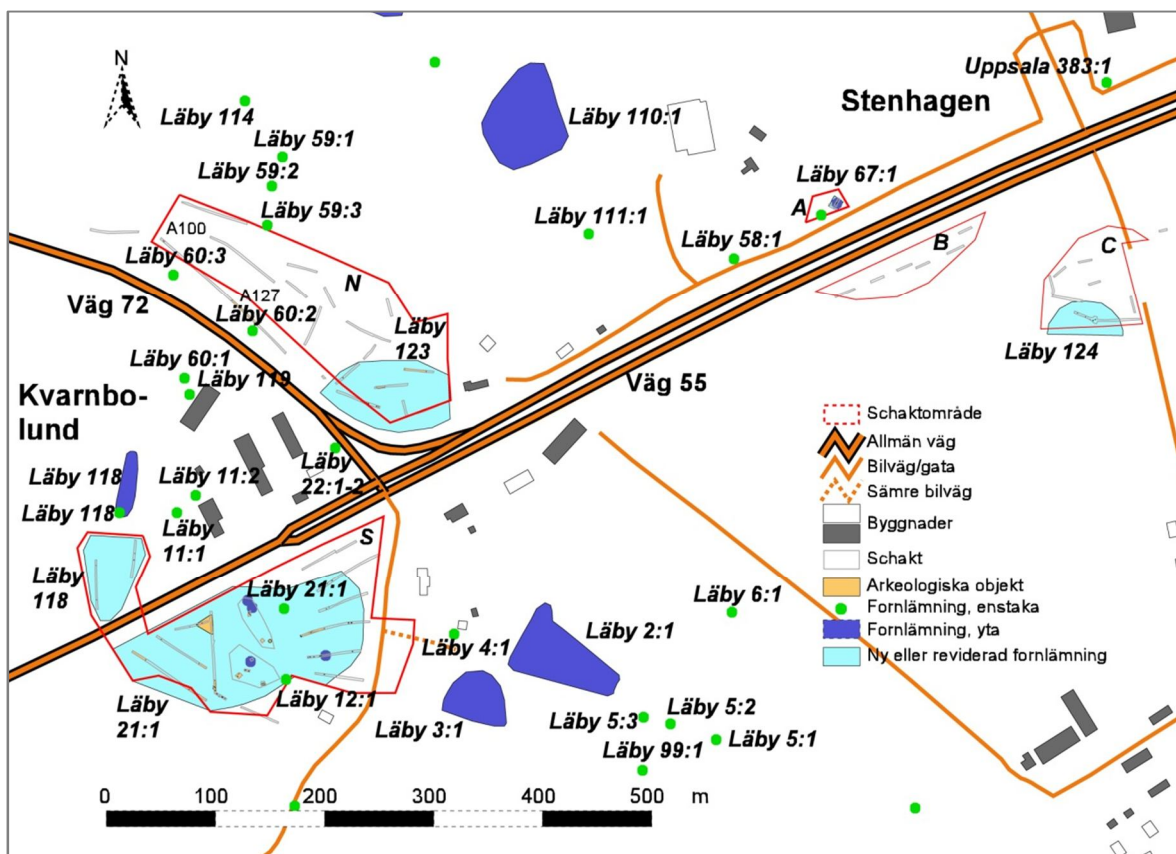 N
Uppsala 383:1
Stenhagen
Läby 114
Läby 110:1
Läby 59:1
Läby 59:2
Läby 67:1
Läby 59:3
A
A100
Läby 111:1
Läby 58:1
B
C
Läby 60:3
N
A127
Väg 72
Läby 60:2
Läby
123
Läby 124
Läby 60:1
Läby 119
Väg 55
Kvarnbo-
lund
Läby 118
Läby 11:2
Läby
22:1-2
Läby 118
Läby
11:1
S
Läby
118
Läby 21:1
Läby 6:1
Läby 4:1
Läby 2:1
Läby
21:1
Läby 12:1
Läby 3:1
Läby 5:3
Läby 5:2
Läby 5:1
Läby 99:1
Schaktområde
Allmän väg
Bilväg/gata
Sämre bilväg
Byggnader
Schakt
Arkeologiska objekt
Fornlämning, enstaka
Fornlämning, yta
Ny eller reviderad fornlämning
0 100 200 300 400 500 m